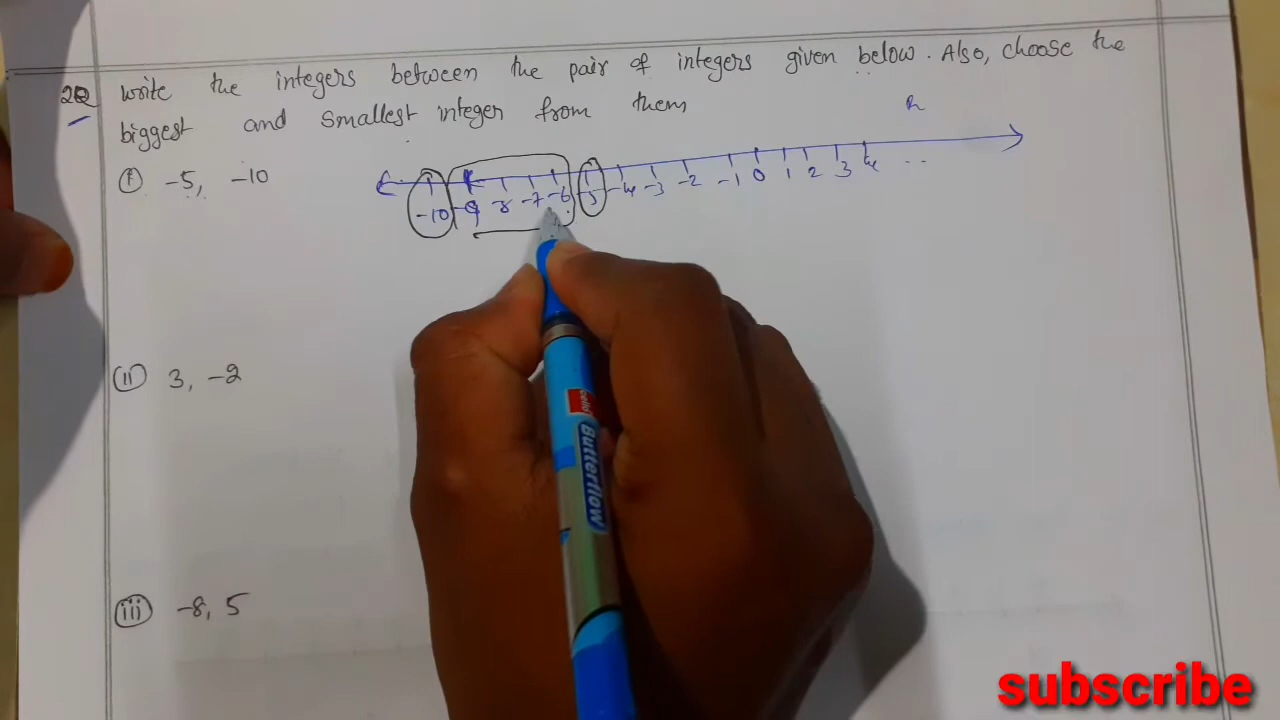 2Q Write the integers between the pair of integers given below. Also, choose the
biggest and smallest integer from them
(i) -5, -10
-10 -9 -8 -7 -6 -5 -4 -3 -2 -1 0 1 2 3 4 ...
(ii) 3, -2
(iii) -8, 5
cello Butterflow
subscribe